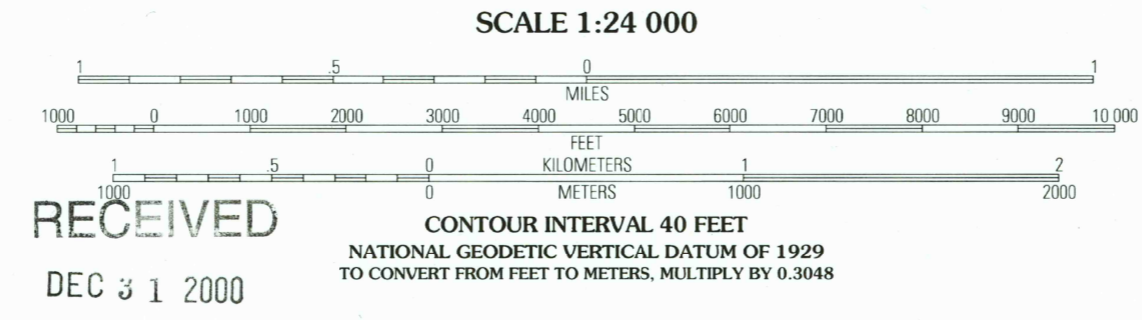 SCALE 1:24 000
1 .5 0 1
MILES
1000 0 1000 2000 3000 4000 5000 6000 7000 8000 9000 10 000
FEET
1 .5 0 KILOMETERS 1 2
1000 0 METERS 1000 2000
RECEIVED
CONTOUR INTERVAL 40 FEET
NATIONAL GEODETIC VERTICAL DATUM OF 1929
TO CONVERT FROM FEET TO METERS, MULTIPLY BY 0.3048
DEC 31 2000